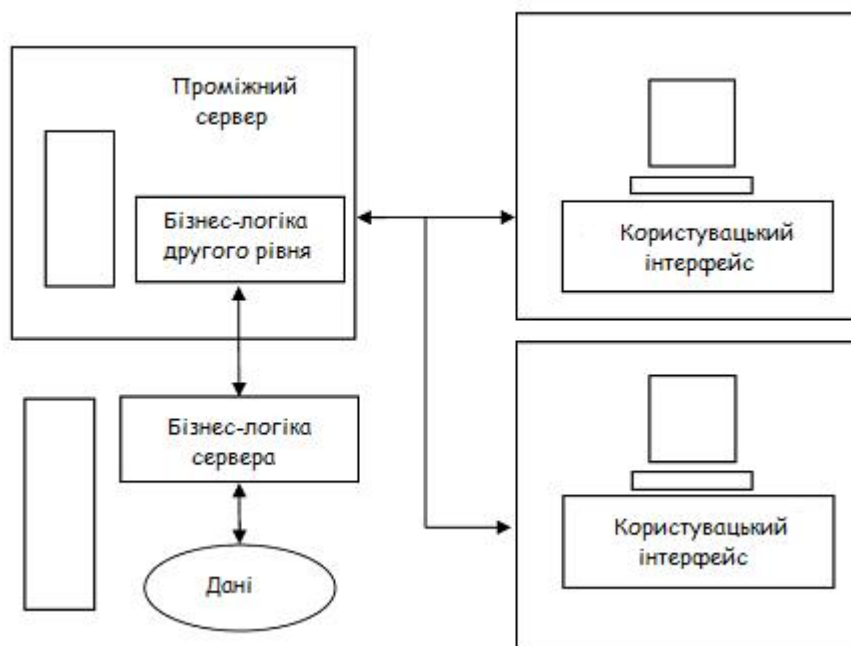 Проміжний
сервер
Бізнес-логіка
другого рівня
Користувацький
інтерфейс
Бізнес-логіка
сервера
Дані
Користувацький
інтерфейс